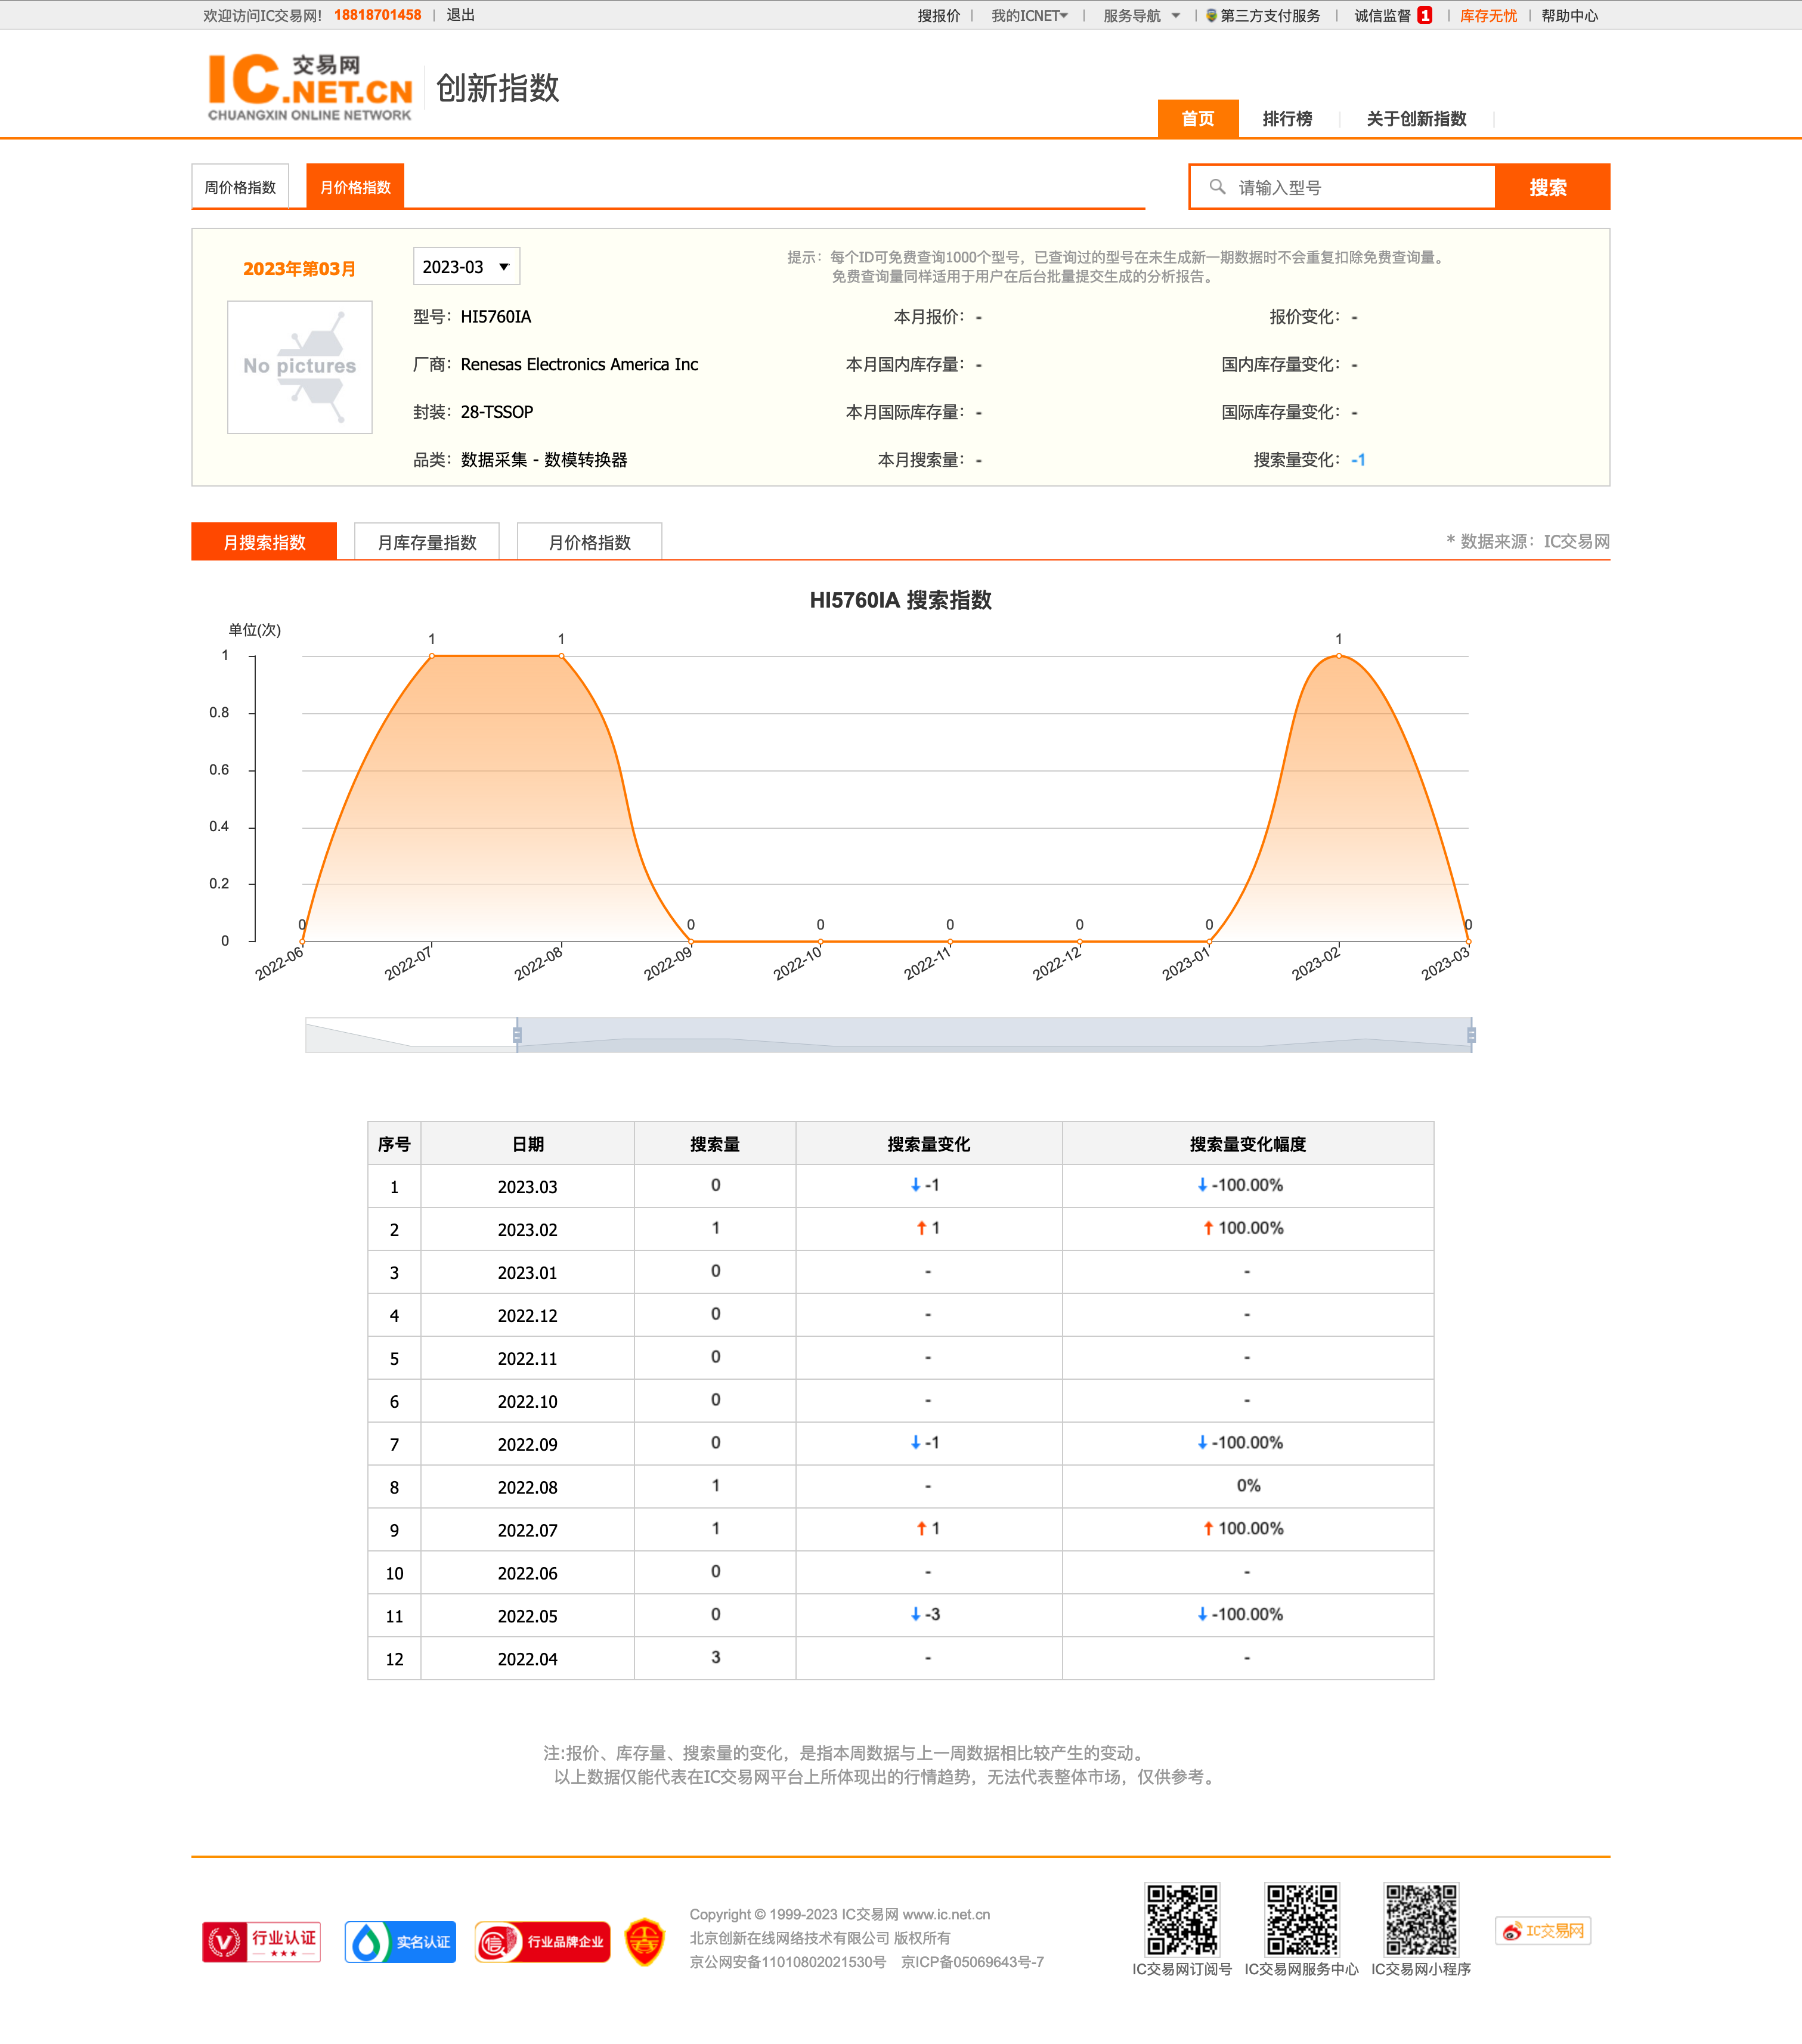 欢迎访问IC交易网! 18818701458 | 退出
搜报价 | 我的ICNET | 服务导航 | 第三方支付服务 | 诚信监督 1 | 库存无忧 | 帮助中心
IC 交易网
.NET.CN
CHUANGXIN ONLINE NETWORK
创新指数
首页 排行榜 关于创新指数
周价格指数 月价格指数
请输入型号 搜索
2023年第03月 2023-03
提示：每个ID可免费查询1000个型号，已查询过的型号在未生成新一期数据时不会重复扣除免费查询量。
免费查询量同样适用于用户在后台批量提交生成的分析报告。
No pictures
型号：HI5760IA 本月报价：- 报价变化：-
厂商：Renesas Electronics America Inc 本月国内库存量：- 国内库存量变化：-
封装：28-TSSOP 本月国际库存量：- 国际库存量变化：-
品类：数据采集 - 数模转换器 本月搜索量：- 搜索量变化：-1
月搜索指数 月库存量指数 月价格指数
* 数据来源：IC交易网
HI5760IA 搜索指数
单位(次)
1 1 1
1
0.8
0.6
0.4
0.2
0
0 0 0 0 0 0 0
2022-06 2022-07 2022-08 2022-09 2022-10 2022-11 2022-12 2023-01 2023-02 2023-03
序号 日期 搜索量 搜索量变化 搜索量变化幅度
1 2023.03 0 ↓ -1 ↓ -100.00%
2 2023.02 1 ↑ 1 ↑ 100.00%
3 2023.01 0 - -
4 2022.12 0 - -
5 2022.11 0 - -
6 2022.10 0 - -
7 2022.09 0 ↓ -1 ↓ -100.00%
8 2022.08 1 - 0%
9 2022.07 1 ↑ 1 ↑ 100.00%
10 2022.06 0 - -
11 2022.05 0 ↓ -3 ↓ -100.00%
12 2022.04 3 - -
注:报价、库存量、搜索量的变化，是指本周数据与上一周数据相比较产生的变动。
以上数据仅能代表在IC交易网平台上所体现出的行情趋势，无法代表整体市场，仅供参考。
行业认证
实名认证
行业品牌企业
Copyright © 1999-2023 IC交易网 www.ic.net.cn
北京创新在线网络技术有限公司 版权所有
京公网安备11010802021530号 京ICP备05069643号-7
IC交易网订阅号 IC交易网服务中心 IC交易网小程序
IC交易网